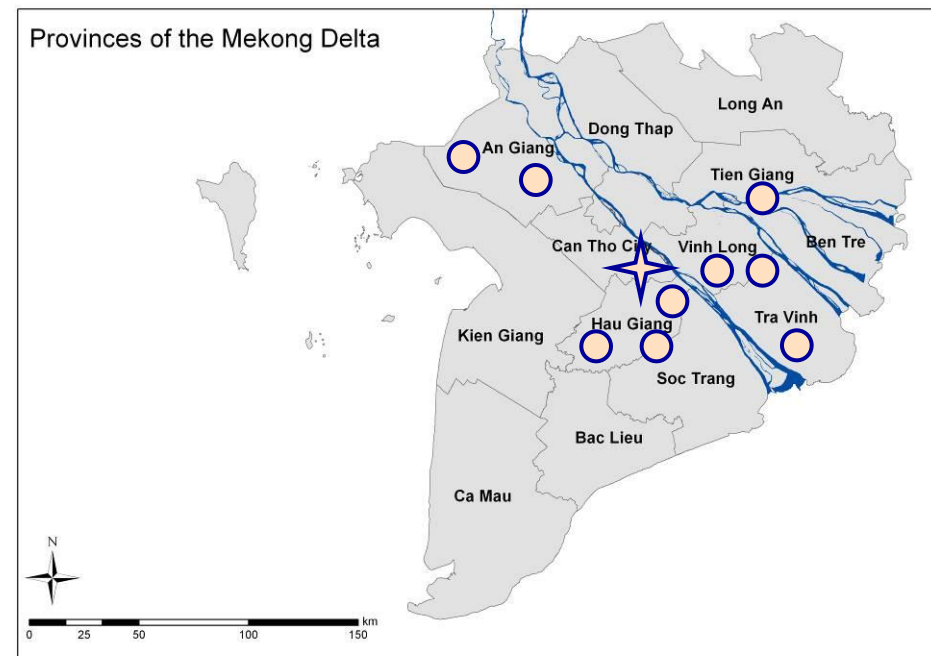 Provinces of the Mekong Delta
Long An
Dong Thap
An Giang
Tien Giang
Can Tho City
Vinh Long
Ben Tre
Tra Vinh
Hau Giang
Kien Giang
Soc Trang
Bac Lieu
Ca Mau
N
km
0 25 50 100 150